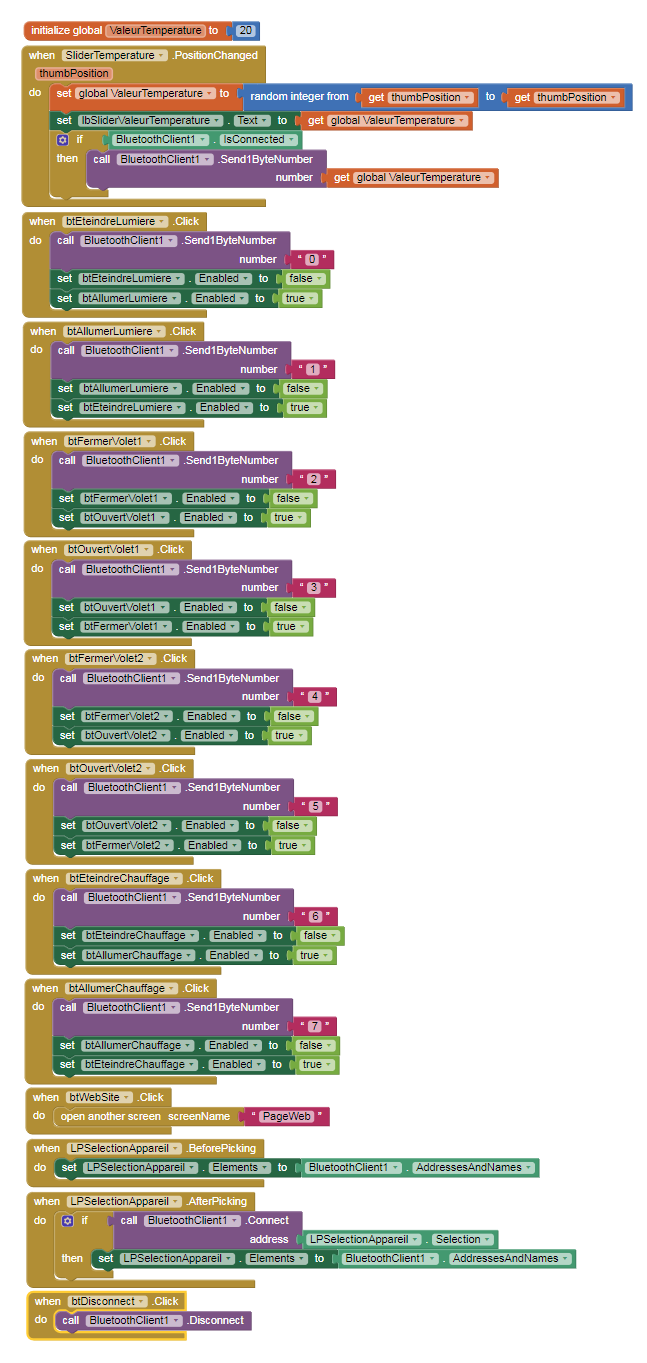 initialize global ValeurTemperature to 20
when SliderTemperature .PositionChanged
thumbPosition
do set global ValeurTemperature to random integer from get thumbPosition to get thumbPosition
set lbSliderValeurTemperature . Text to get global ValeurTemperature
if BluetoothClient1 . IsConnected
then call BluetoothClient1 .Send1ByteNumber
number get global ValeurTemperature
when btEteindreLumiere .Click
do call BluetoothClient1 .Send1ByteNumber
number " 0 "
set btEteindreLumiere . Enabled to false
set btAllumerLumiere . Enabled to true
when btAllumerLumiere .Click
do call BluetoothClient1 .Send1ByteNumber
number " 1 "
set btAllumerLumiere . Enabled to false
set btEteindreLumiere . Enabled to true
when btFermerVolet1 .Click
do call BluetoothClient1 .Send1ByteNumber
number " 2 "
set btFermerVolet1 . Enabled to false
set btOuvertVolet1 . Enabled to true
when btOuvertVolet1 .Click
do call BluetoothClient1 .Send1ByteNumber
number " 3 "
set btOuvertVolet1 . Enabled to false
set btFermerVolet1 . Enabled to true
when btFermerVolet2 .Click
do call BluetoothClient1 .Send1ByteNumber
number " 4 "
set btFermerVolet2 . Enabled to false
set btOuvertVolet2 . Enabled to true
when btOuvertVolet2 .Click
do call BluetoothClient1 .Send1ByteNumber
number " 5 "
set btOuvertVolet2 . Enabled to false
set btFermerVolet2 . Enabled to true
when btEteindreChauffage .Click
do call BluetoothClient1 .Send1ByteNumber
number " 6 "
set btEteindreChauffage . Enabled to false
set btAllumerChauffage . Enabled to true
when btAllumerChauffage .Click
do call BluetoothClient1 .Send1ByteNumber
number " 7 "
set btAllumerChauffage . Enabled to false
set btEteindreChauffage . Enabled to true
when btWebSite .Click
do open another screen screenName " PageWeb "
when LPSelectionAppareil .BeforePicking
do set LPSelectionAppareil . Elements to BluetoothClient1 . AddressesAndNames
when LPSelectionAppareil .AfterPicking
do if call BluetoothClient1 .Connect
address LPSelectionAppareil . Selection
then set LPSelectionAppareil . Elements to BluetoothClient1 . AddressesAndNames
when btDisconnect .Click
do call BluetoothClient1 .Disconnect